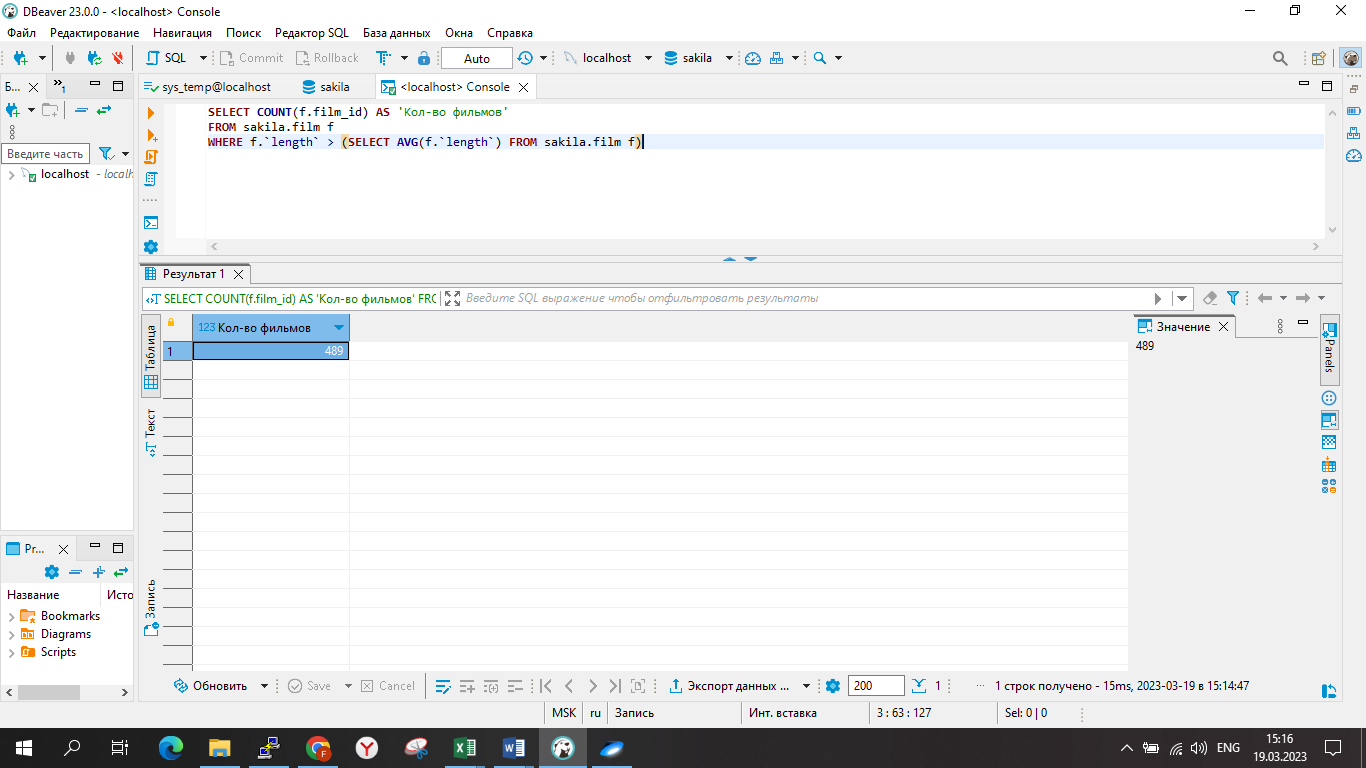 DBeaver 23.0.0 - <localhost> Console
Файл Редактирование Навигация Поиск Редактор SQL База данных Окна Справка
SQL Commit Rollback Auto localhost sakila
Б... »1 sys_temp@localhost sakila <localhost> Console
SELECT COUNT(f.film_id) AS 'Кол-во фильмов'
FROM sakila.film f
WHERE f.`length` > (SELECT AVG(f.`length`) FROM sakila.film f)
Введите часть
localhost - localh
Результат 1
SELECT COUNT(f.film_id) AS 'Кол-во фильмов' FRO Введите SQL выражение чтобы отфильтровать результаты
Таблица
Текст
Запись
123 Кол-во фильмов
1 489
Значение
489
Panels
Pr...
Название Исто
Bookmarks
Diagrams
Scripts
Обновить Save Cancel Экспорт данных ... 200 1 ... 1 строк получено - 15ms, 2023-03-19 в 15:14:47
MSK ru Запись Инт. вставка 3 : 63 : 127 Sel: 0 | 0
ENG 15:16
19.03.2023